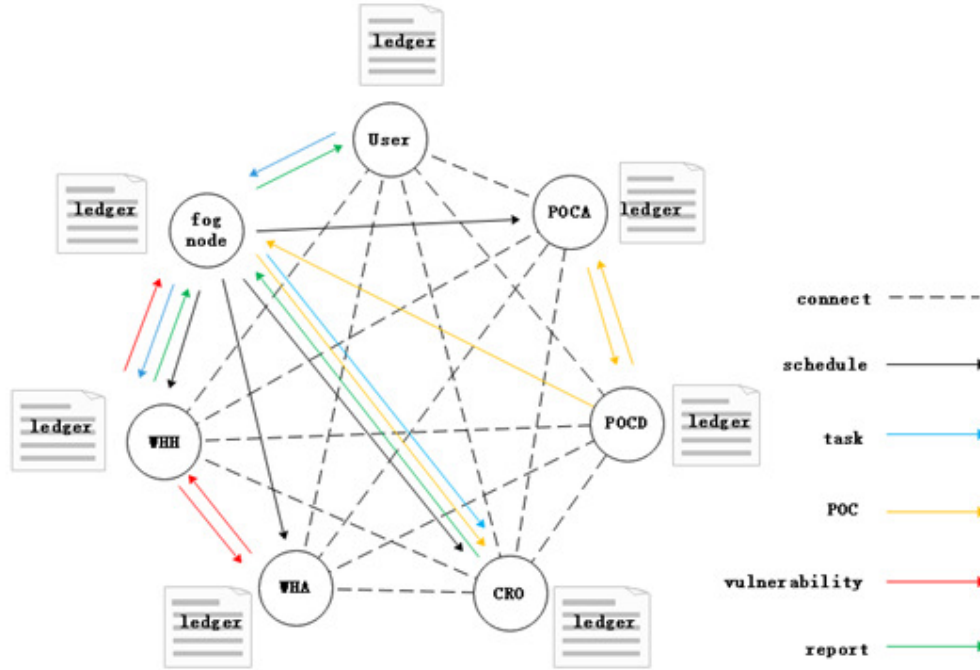 ledger
User
ledger
fog
node
POCA
ledger
connect
schedule
ledger
WHH
POCD
ledger
task
POC
vulnerability
ledger
WHA
CRO
ledger
report